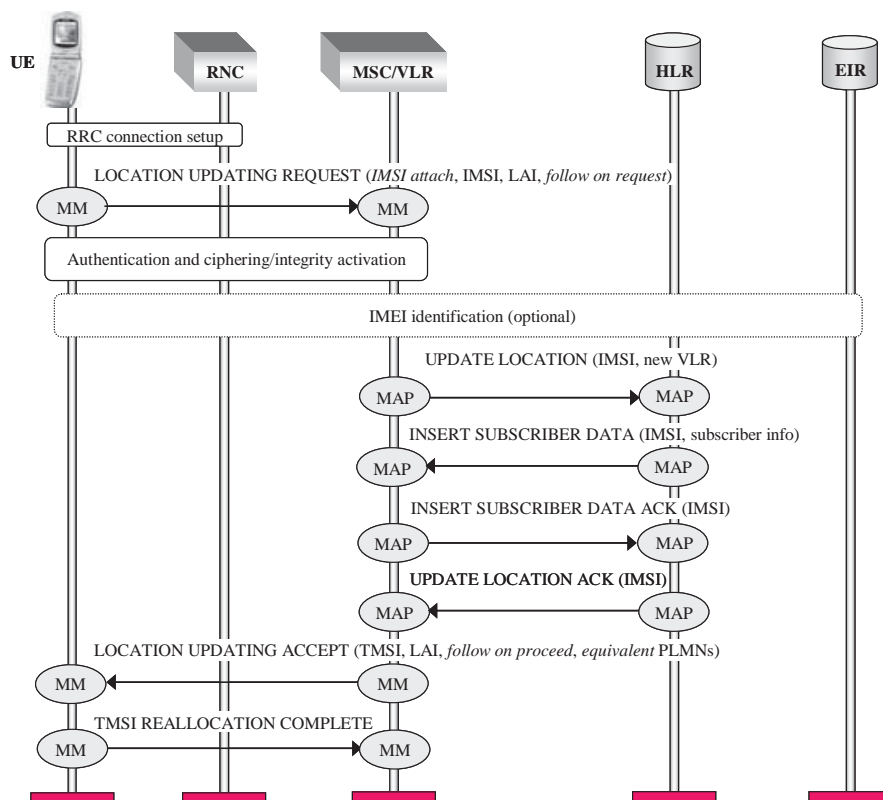 UE
RNC
MSC/VLR
HLR
EIR
RRC connection setup
LOCATION UPDATING REQUEST (IMSI attach, IMSI, LAI, follow on request)
MM
MM
Authentication and ciphering/integrity activation
IMEI identification (optional)
UPDATE LOCATION (IMSI, new VLR)
MAP
MAP
INSERT SUBSCRIBER DATA (IMSI, subscriber info)
MAP
MAP
INSERT SUBSCRIBER DATA ACK (IMSI)
MAP
MAP
UPDATE LOCATION ACK (IMSI)
MAP
MAP
LOCATION UPDATING ACCEPT (TMSI, LAI, follow on proceed, equivalent PLMNs)
MM
MM
TMSI REALLOCATION COMPLETE
MM
MM